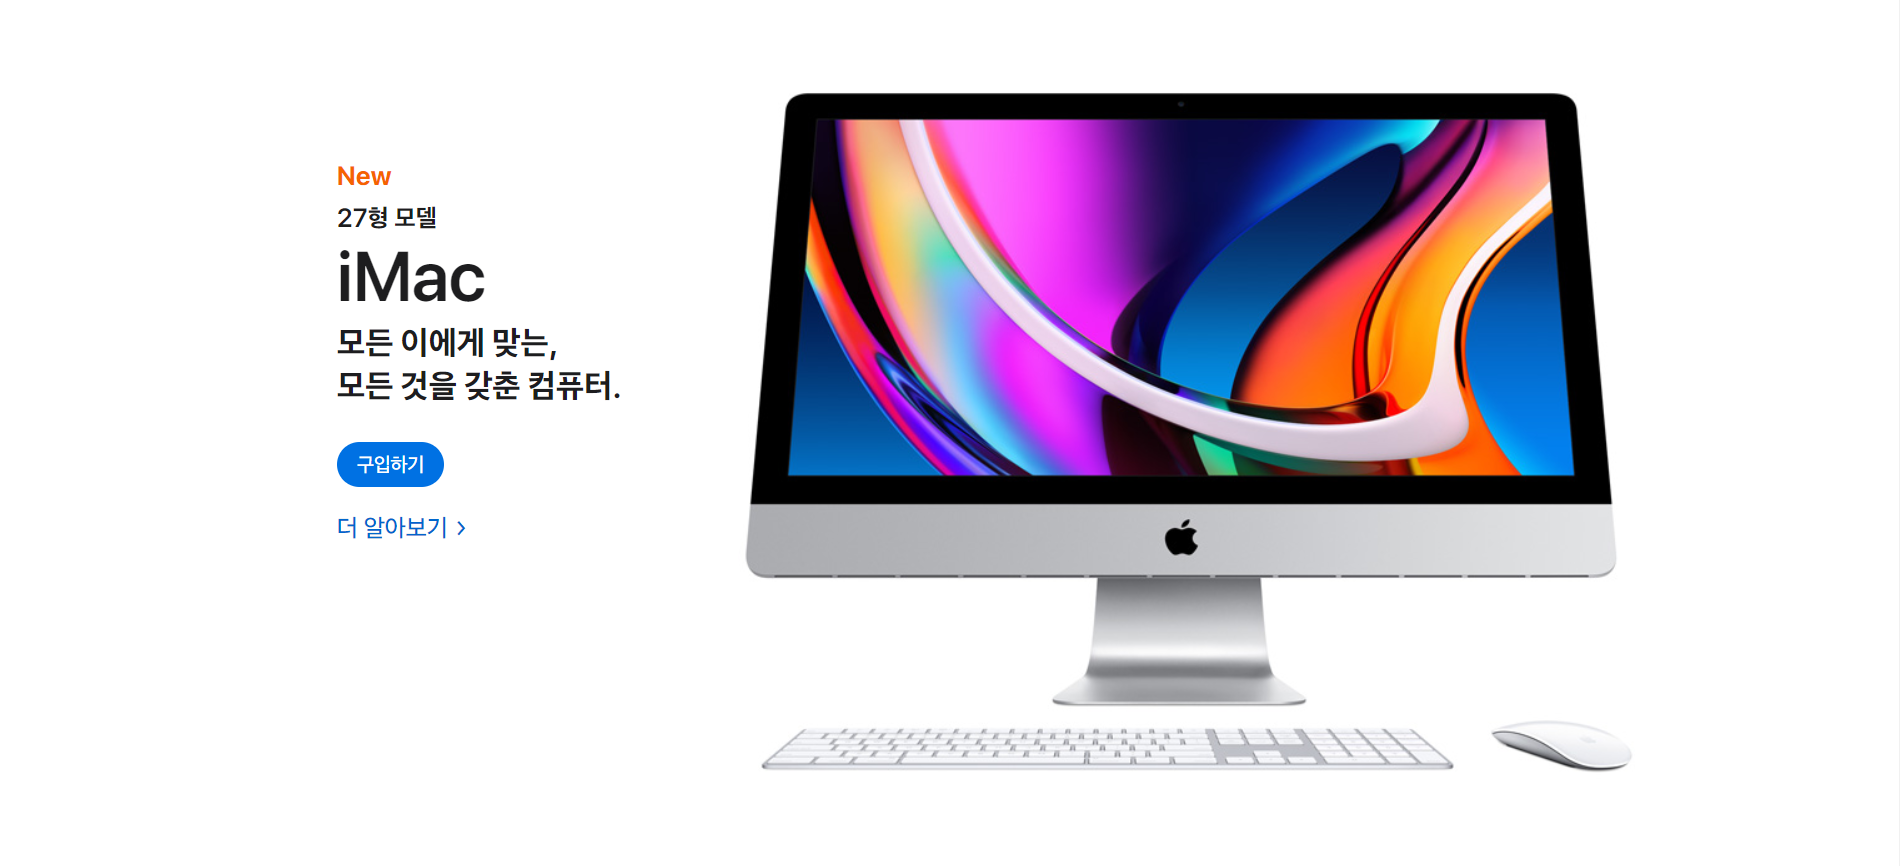 New
27형 모델
iMac
모든 이에게 맞는,
모든 것을 갖춘 컴퓨터.
구입하기
더 알아보기 >